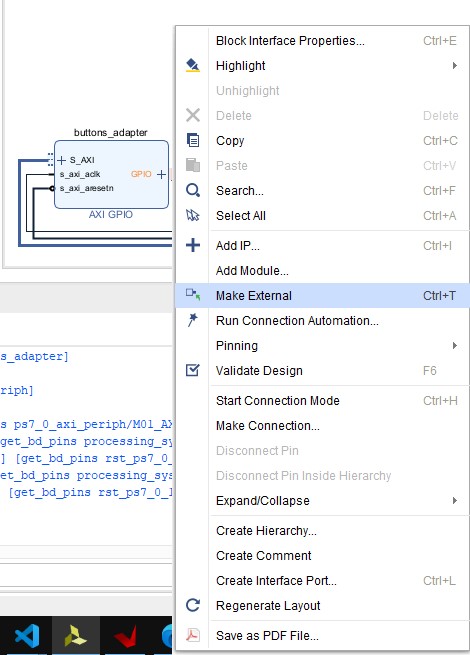 Block Interface Properties... Ctrl+E
Highlight
Unhighlight
Delete Delete
Copy Ctrl+C
Paste Ctrl+V
Search... Ctrl+F
Select All Ctrl+A
Add IP... Ctrl+I
Add Module...
Make External Ctrl+T
Run Connection Automation...
Pinning
Validate Design F6
Start Connection Mode Ctrl+H
Make Connection...
Disconnect Pin
Disconnect Pin Inside Hierarchy
Expand/Collapse
Create Hierarchy...
Create Comment
Create Interface Port... Ctrl+L
Regenerate Layout
Save as PDF File...
buttons_adapter
S_AXI
s_axi_aclk GPIO
s_axi_aresetn
AXI GPIO
s_adapter]
riph]
s ps7_0_axi_periph/M01_AX
get_bd_pins processing_sy
] [get_bd_pins rst_ps7_0_
et_bd_pins processing_sys
[get_bd_pins rst_ps7_0_1